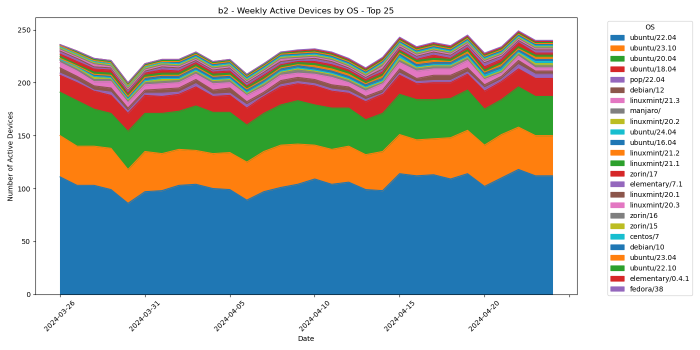 b2 - Weekly Active Devices by OS - Top 25
Number of Active Devices
250
200
150
100
50
0
2024-03-26
2024-03-31
2024-04-05
2024-04-10
2024-04-15
2024-04-20
Date
OS
ubuntu/22.04
ubuntu/23.10
ubuntu/20.04
ubuntu/18.04
pop/22.04
debian/12
linuxmint/21.3
manjaro/
linuxmint/20.2
ubuntu/24.04
ubuntu/16.04
linuxmint/21.2
linuxmint/21.1
zorin/17
elementary/7.1
linuxmint/20.1
linuxmint/20.3
zorin/16
zorin/15
centos/7
debian/10
ubuntu/23.04
ubuntu/22.10
elementary/0.4.1
fedora/38